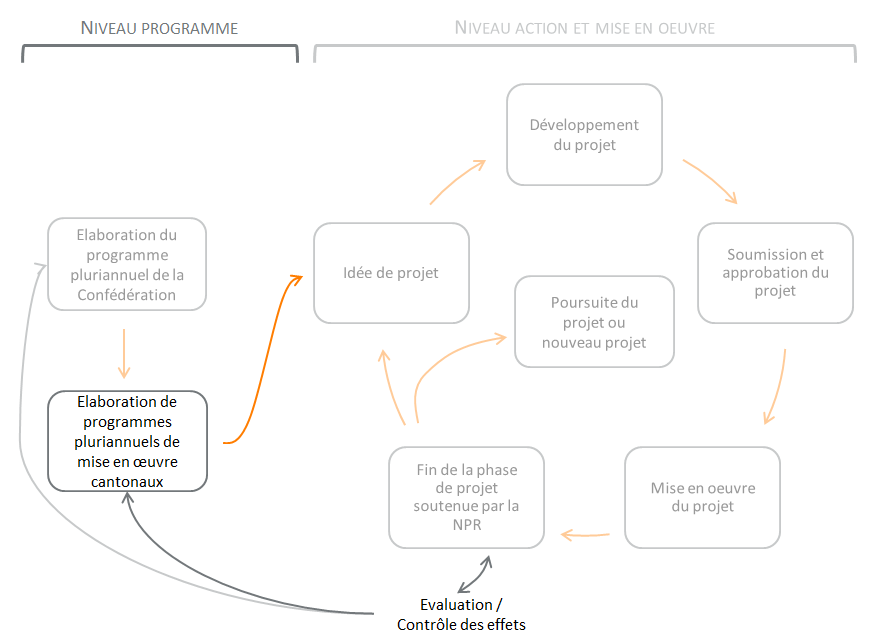 NIVEAU PROGRAMME
NIVEAU ACTION ET MISE EN OEUVRE
Développement
du projet
Elaboration du
programme
pluriannuel de la
Confédération
Idée de projet
Soumission et
approbation du
projet
Poursuite du
projet ou
nouveau projet
Elaboration de
programmes
pluriannuels de
mise en œuvre
cantonaux
Fin de la phase
de projet
soutenue par la
NPR
Mise en oeuvre
du projet
Evaluation /
Contrôle des effets